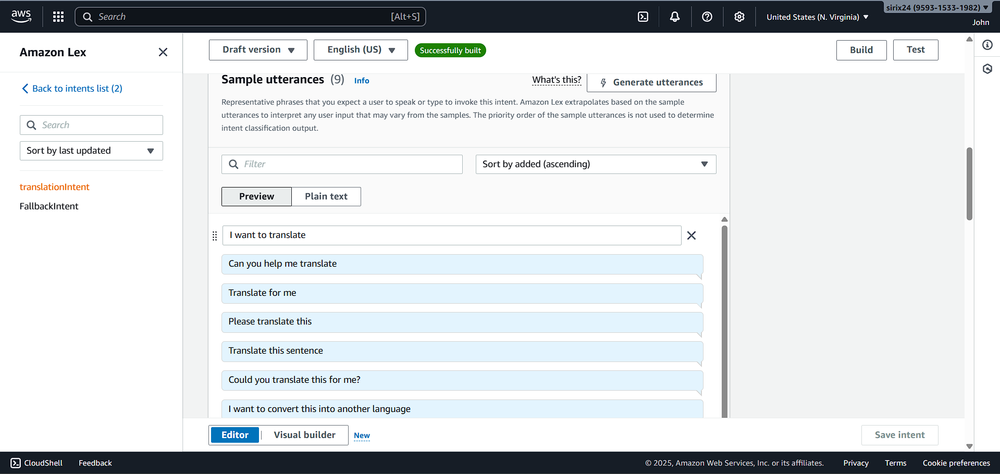 aws
Search
[Alt+S]
United States (N. Virginia)
sirix24 (9593-1533-1982)
John
Amazon Lex
Back to intents list (2)
Search
Sort by last updated
translationIntent
FallbackIntent
Draft version
English (US)
Successfully built
Build
Test
Sample utterances (9) Info
What's this?
Generate utterances
Representative phrases that you expect a user to speak or type to invoke this intent. Amazon Lex extrapolates based on the sample
utterances to interpret any user input that may vary from the samples. The priority order of the sample utterances is not used to determine
intent classification output.
Filter
Sort by added (ascending)
Preview
Plain text
I want to translate
Can you help me translate
Translate for me
Please translate this
Translate this sentence
Could you translate this for me?
I want to convert this into another language
Editor
Visual builder
New
Save intent
CloudShell
Feedback
© 2025, Amazon Web Services, Inc. or its affiliates.
Privacy
Terms
Cookie preferences